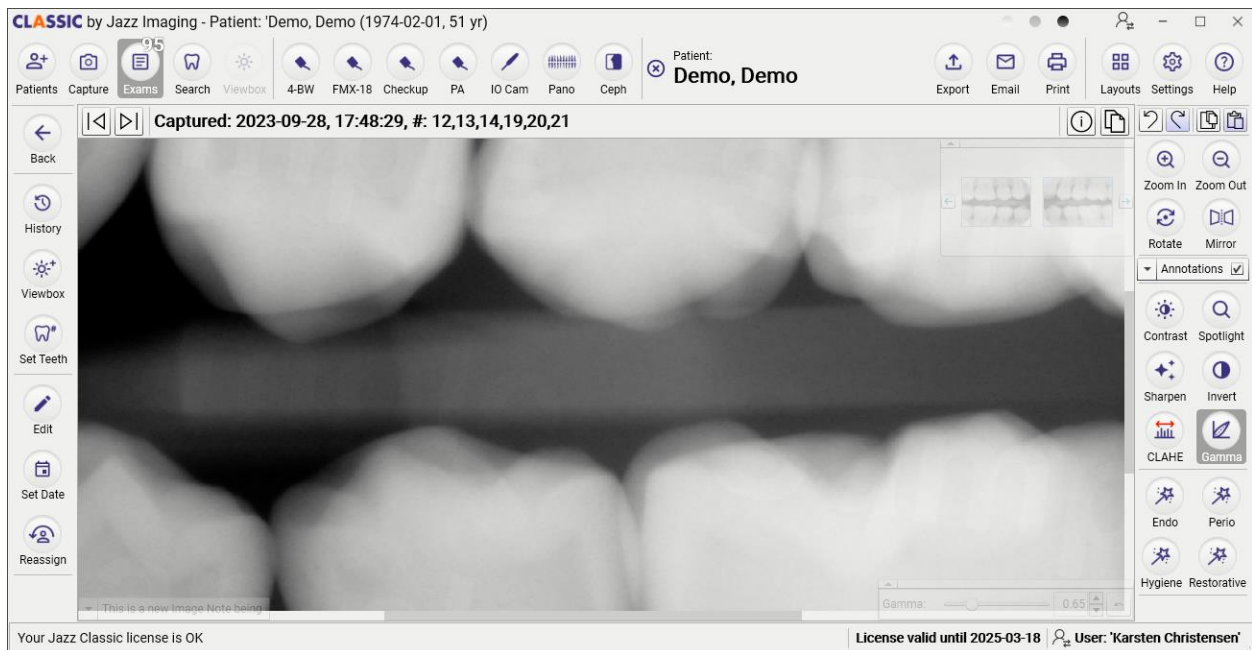 CLASSIC by Jazz Imaging - Patient: 'Demo, Demo (1974-02-01, 51 yr)
95
Patients Capture Exams Search Viewbox 4-BW FMX-18 Checkup PA IO Cam Pano Ceph
Patient:
Demo, Demo
Export Email Print Layouts Settings Help
Captured: 2023-09-28, 17:48:29, #: 12,13,14,19,20,21
Back
History
Viewbox
Set Teeth
Edit
Set Date
Reassign
Zoom In Zoom Out
Rotate Mirror
Annotations
Contrast Spotlight
Sharpen Invert
CLAHE Gamma
Endo Perio
Hygiene Restorative
This is a new Image Note being
Gamma: 0.65
Your Jazz Classic license is OK
License valid until 2025-03-18 User: 'Karsten Christensen'